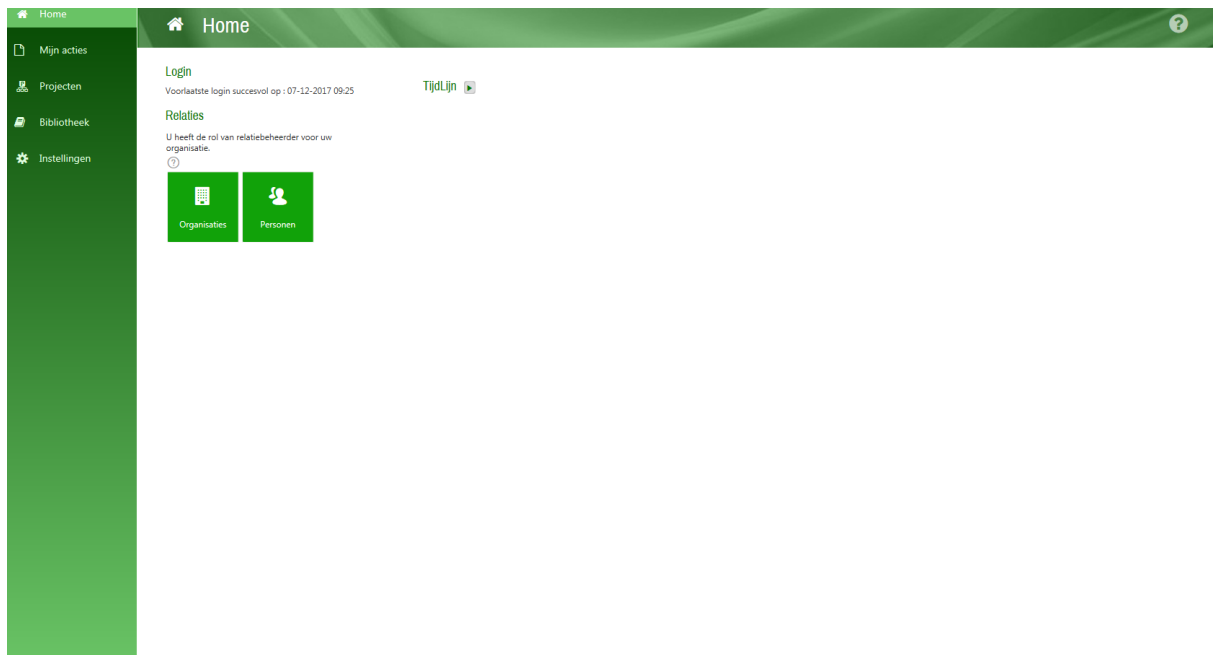 Home
Mijn acties
Projecten
Bibliotheek
Instellingen
Home
?
Login
Voorlaatste login succesvol op : 07-12-2017 09:25
TijdLijn
Relaties
U heeft de rol van relatiebeheerder voor uw
organisatie.
?
Organisaties
Personen